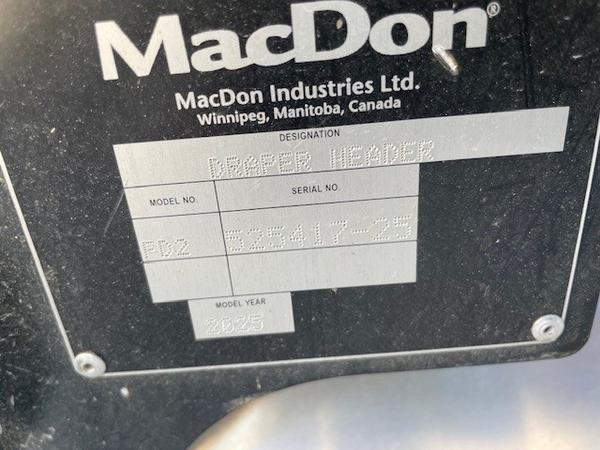 MacDon®
MacDon Industries Ltd.
Winnipeg, Manitoba, Canada
DESIGNATION
DRAPER HEADER
MODEL NO. SERIAL NO.
FD2 525417-25
MODEL YEAR
2025